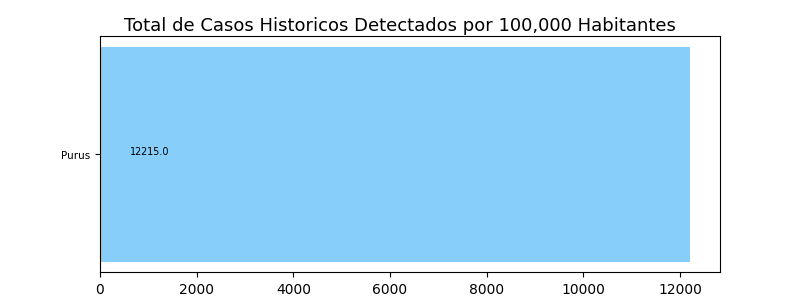 Total de Casos Historicos Detectados por 100,000 Habitantes
Purus
12215.0
0 2000 4000 6000 8000 10000 12000